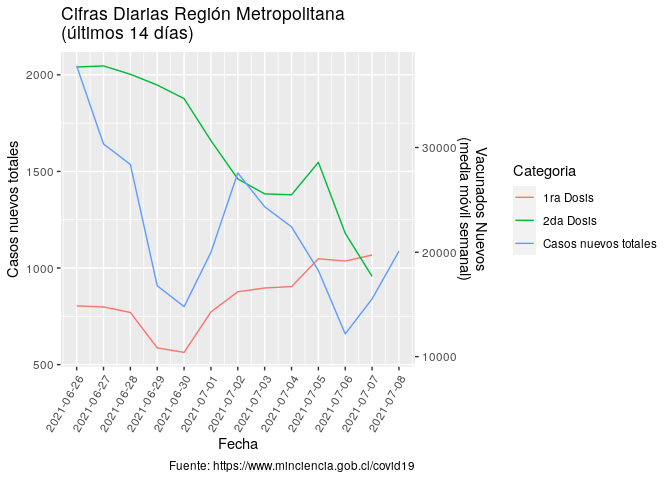 Cifras Diarias Región Metropolitana
(últimos 14 días)
2000
1500
1000
500
Casos nuevos totales
30000
20000
10000
Vacunados Nuevos
(media móvil semanal)
2021-06-26
2021-06-27
2021-06-28
2021-06-29
2021-06-30
2021-07-01
2021-07-02
2021-07-03
2021-07-04
2021-07-05
2021-07-06
2021-07-07
2021-07-08
Fecha
Categoria
1ra Dosis
2da Dosis
Casos nuevos totales
Fuente: https://www.minciencia.gob.cl/covid19